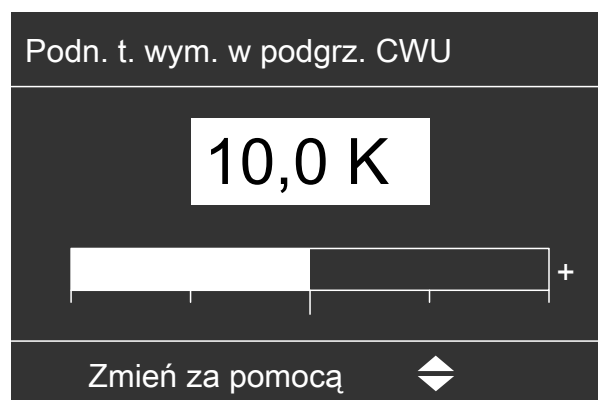 Podn. t. wym. w podgrz. CWU
10,0 K
+
Zmień za pomocą